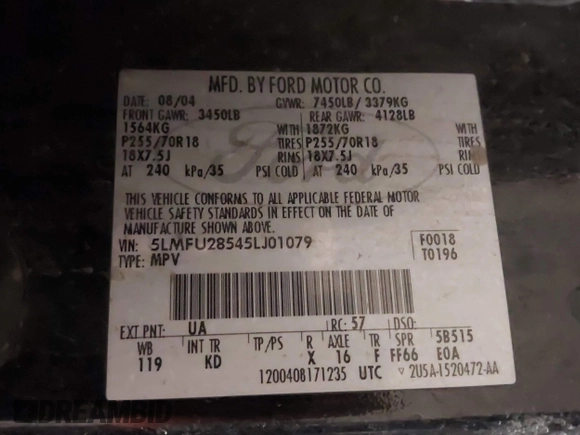 MFD. BY FORD MOTOR CO.
DATE: 08/04 GVWR: 7450LB / 3379KG
FRONT GAWR: 3450LB REAR GAWR: 4128LB
1564KG WITH 1872KG WITH
P255/70R18 TIRES P255/70R18 TIRES
18X7.5J RIMS 18X7.5J RIMS
AT 240 kPa/35 PSI COLD AT 240 kPa/35 PSI COLD
Ford
THIS VEHICLE CONFORMS TO ALL APPLICABLE FEDERAL MOTOR
VEHICLE SAFETY STANDARDS IN EFFECT ON THE DATE OF
MANUFACTURE SHOWN ABOVE.
VIN: 5LMFU28545LJ01079 F0018
TYPE: MPV T0196
EXT PNT: UA RC: 57 DSO:
WB INT TR TP/PS R AXLE TR SPR 5B515
119 KD X 16 F FF66 EOA
1200408171235 UTC ▽ 2U5A-1520472-AA
DREAMBID